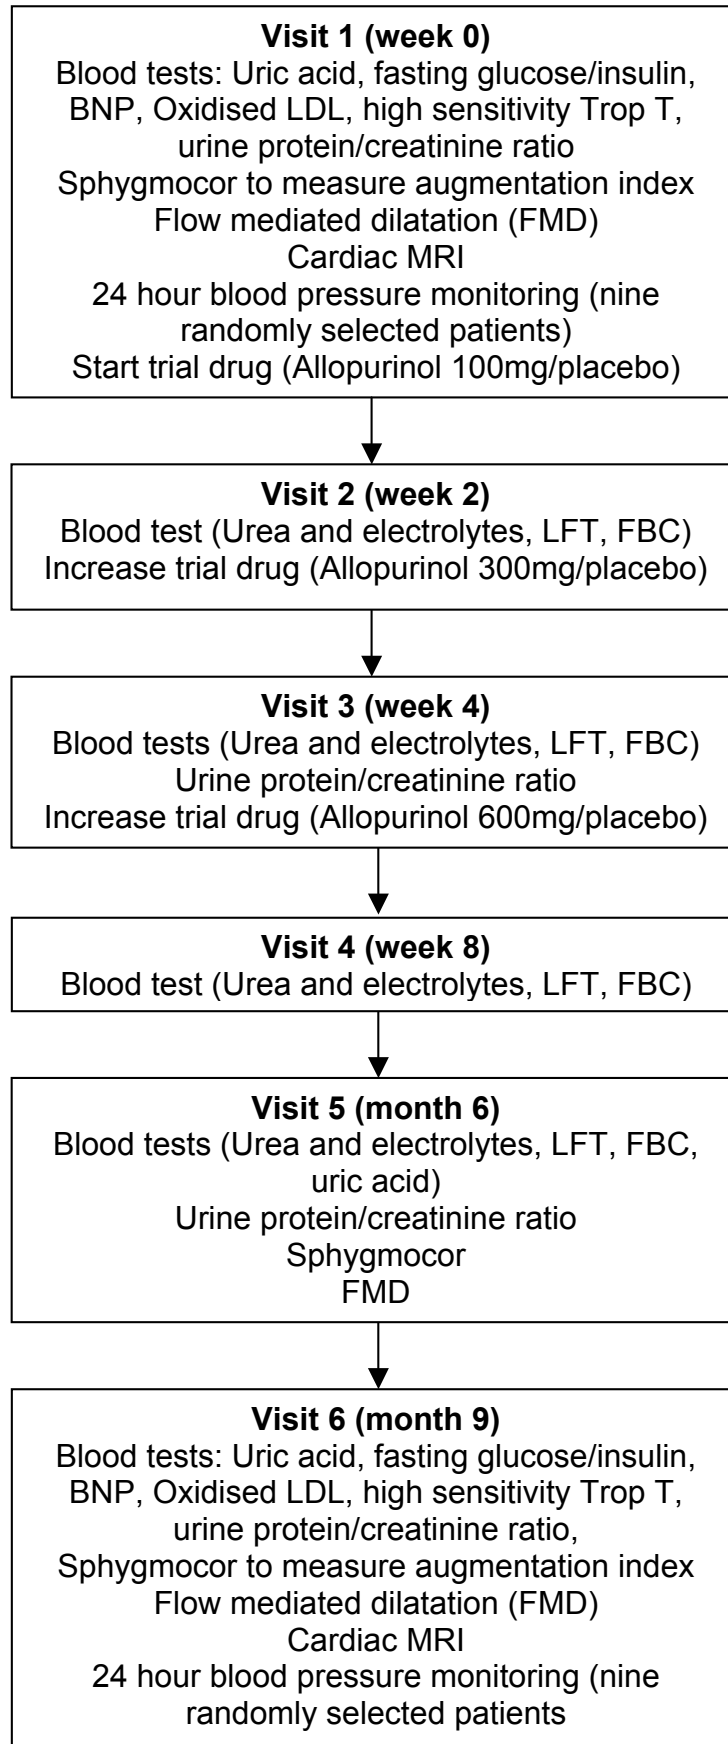 Visit 1 (week 0)
Blood tests: Uric acid, fasting glucose/insulin,
BNP, Oxidised LDL, high sensitivity Trop T,
urine protein/creatinine ratio
Sphygmocor to measure augmentation index
Flow mediated dilatation (FMD)
Cardiac MRI
24 hour blood pressure monitoring (nine
randomly selected patients)
Start trial drug (Allopurinol 100mg/placebo)
Visit 2 (week 2)
Blood test (Urea and electrolytes, LFT, FBC)
Increase trial drug (Allopurinol 300mg/placebo)
Visit 3 (week 4)
Blood tests (Urea and electrolytes, LFT, FBC)
Urine protein/creatinine ratio
Increase trial drug (Allopurinol 600mg/placebo)
Visit 4 (week 8)
Blood test (Urea and electrolytes, LFT, FBC)
Visit 5 (month 6)
Blood tests (Urea and electrolytes, LFT, FBC,
uric acid)
Urine protein/creatinine ratio
Sphygmocor
FMD
Visit 6 (month 9)
Blood tests: Uric acid, fasting glucose/insulin,
BNP, Oxidised LDL, high sensitivity Trop T,
urine protein/creatinine ratio,
Sphygmocor to measure augmentation index
Flow mediated dilatation (FMD)
Cardiac MRI
24 hour blood pressure monitoring (nine
randomly selected patients